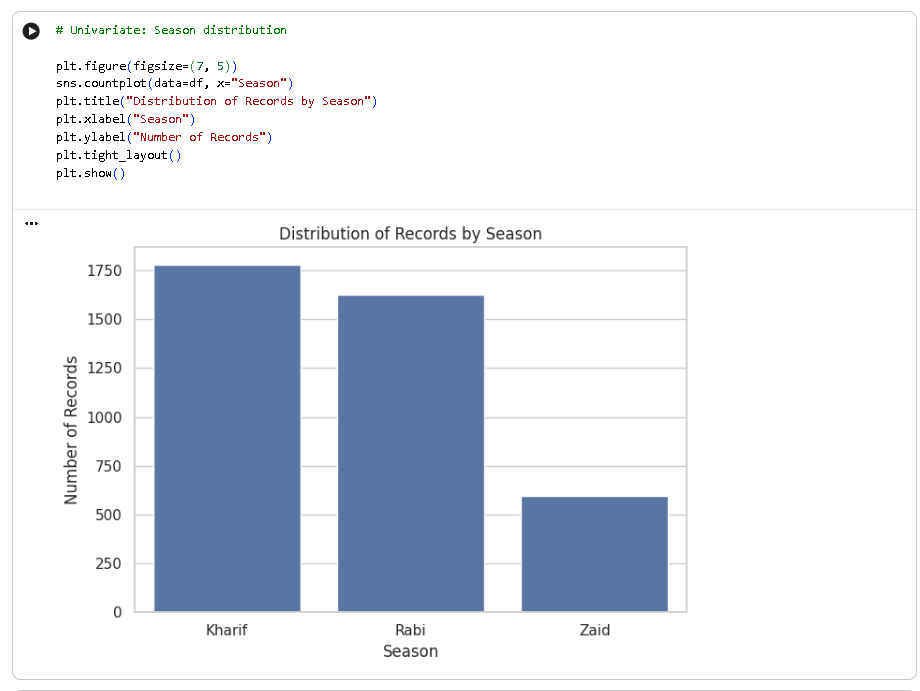 # Univariate: Season distribution
plt.figure(figsize=(7, 5))
sns.countplot(data=df, x="Season")
plt.title("Distribution of Records by Season")
plt.xlabel("Season")
plt.ylabel("Number of Records")
plt.tight_layout()
plt.show()
Distribution of Records by Season
Number of Records
1750
1500
1250
1000
750
500
250
0
Kharif Rabi Zaid
Season